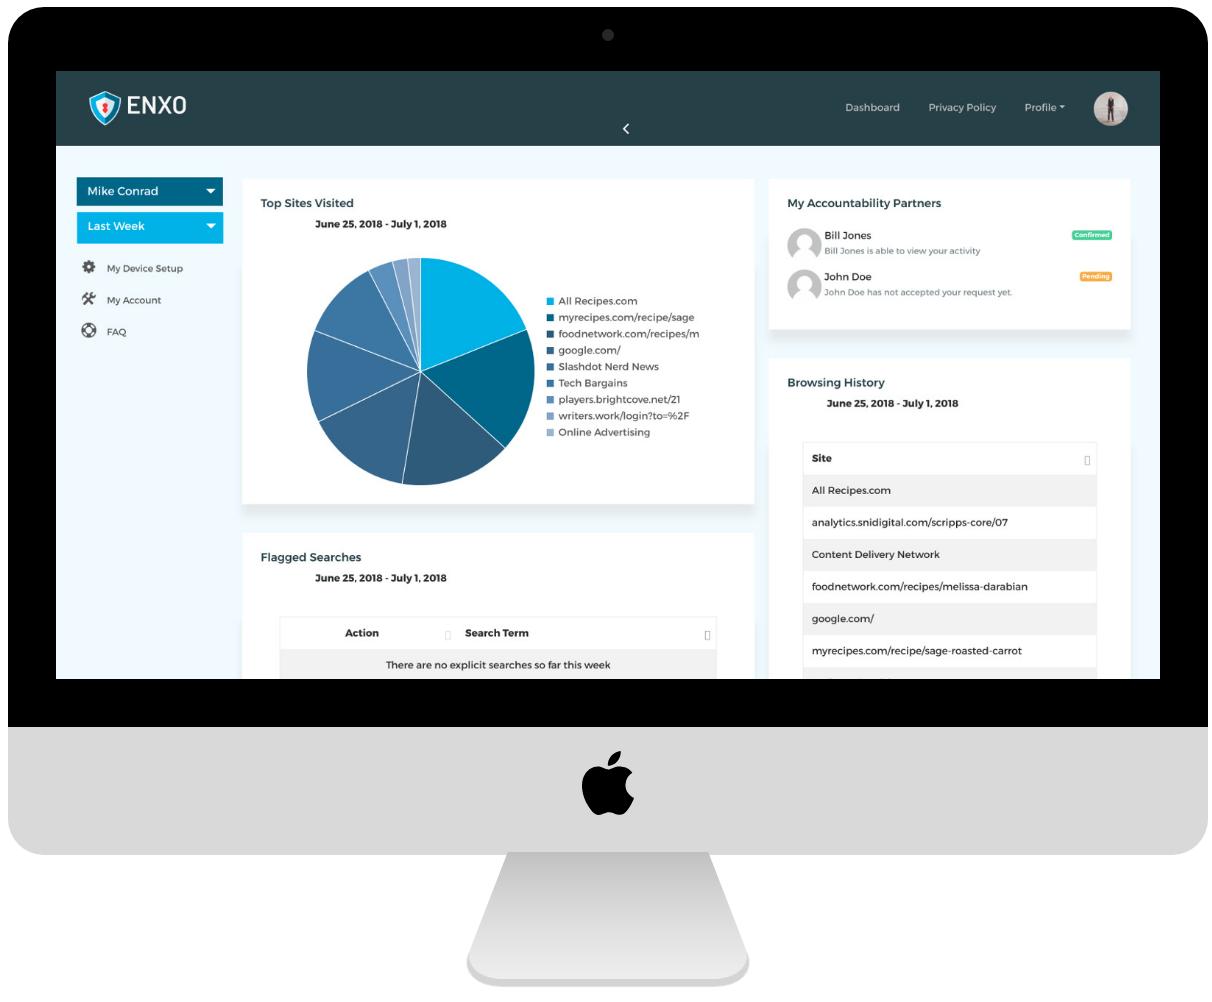 ENXO
Dashboard
Privacy Policy
Profile
Mike Conrad
Last Week
My Device Setup
My Account
FAQ
Top Sites Visited
June 25, 2018 - July 1, 2018
All Recipes.com
myrecipes.com/recipe/sage
foodnetwork.com/recipes/m
google.com/
Slashdot Nerd News
Tech Bargains
players.brightcove.net/21
writers.work/login?to=%2F
Online Advertising
Flagged Searches
June 25, 2018 - July 1, 2018
Action Search Term
There are no explicit searches so far this week
My Accountability Partners
Bill Jones Confirmed
Bill Jones is able to view your activity
John Doe Pending
John Doe has not accepted your request yet.
Browsing History
June 25, 2018 - July 1, 2018
Site
All Recipes.com
analytics.snidigital.com/scripps-core/07
Content Delivery Network
foodnetwork.com/recipes/melissa-darabian
google.com/
myrecipes.com/recipe/sage-roasted-carrot